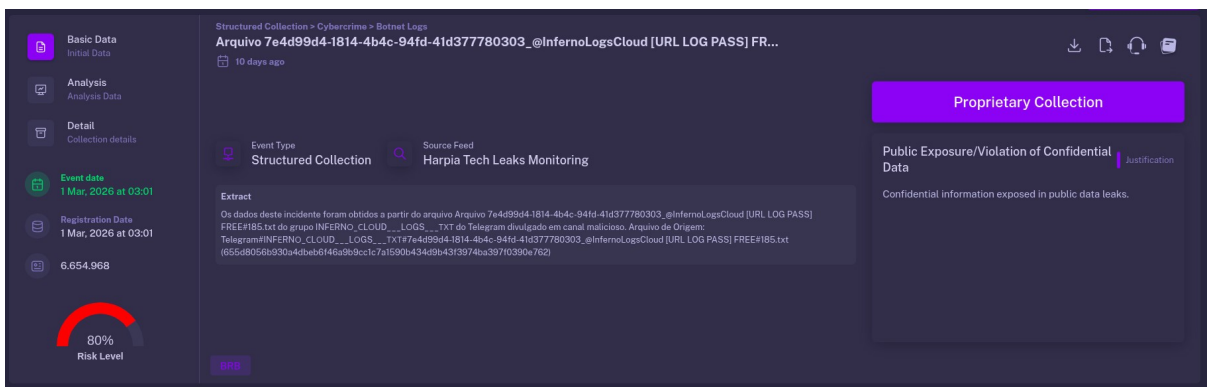 Basic Data
Initial Data
Analysis
Analysis Data
Detail
Collection details
Event date
1 Mar, 2026 at 03:01
Registration Date
1 Mar, 2026 at 03:01
6.654.968
80%
Risk Level
Structured Collection > Cybercrime > Botnet Logs
Arquivo 7e4d99d4-1814-4b4c-94fd-41d377780303_@InfernoLogsCloud [URL LOG PASS] FR...
10 days ago
Event Type
Structured Collection
Source Feed
Harpia Tech Leaks Monitoring
Extract
Os dados deste incidente foram obtidos a partir do arquivo Arquivo 7e4d99d4-1814-4b4c-94fd-41d377780303_@InfernoLogsCloud [URL LOG PASS]
FREE#185.txt do grupo INFERNO_CLOUD___LOGS___TXT do Telegram divulgado em canal malicioso. Arquivo de Origem:
Telegram#INFERNO_CLOUD___LOGS___TXT#7e4d99d4-1814-4b4c-94fd-41d377780303_@InfernoLogsCloud [URL LOG PASS] FREE#185.txt
(655d8056b930a4dbeb6f46a9b9cc1c7a1590b434d9b43f3974ba397f0390e762)
BRB
Proprietary Collection
Public Exposure/Violation of Confidential
Data
Justification
Confidential information exposed in public data leaks.